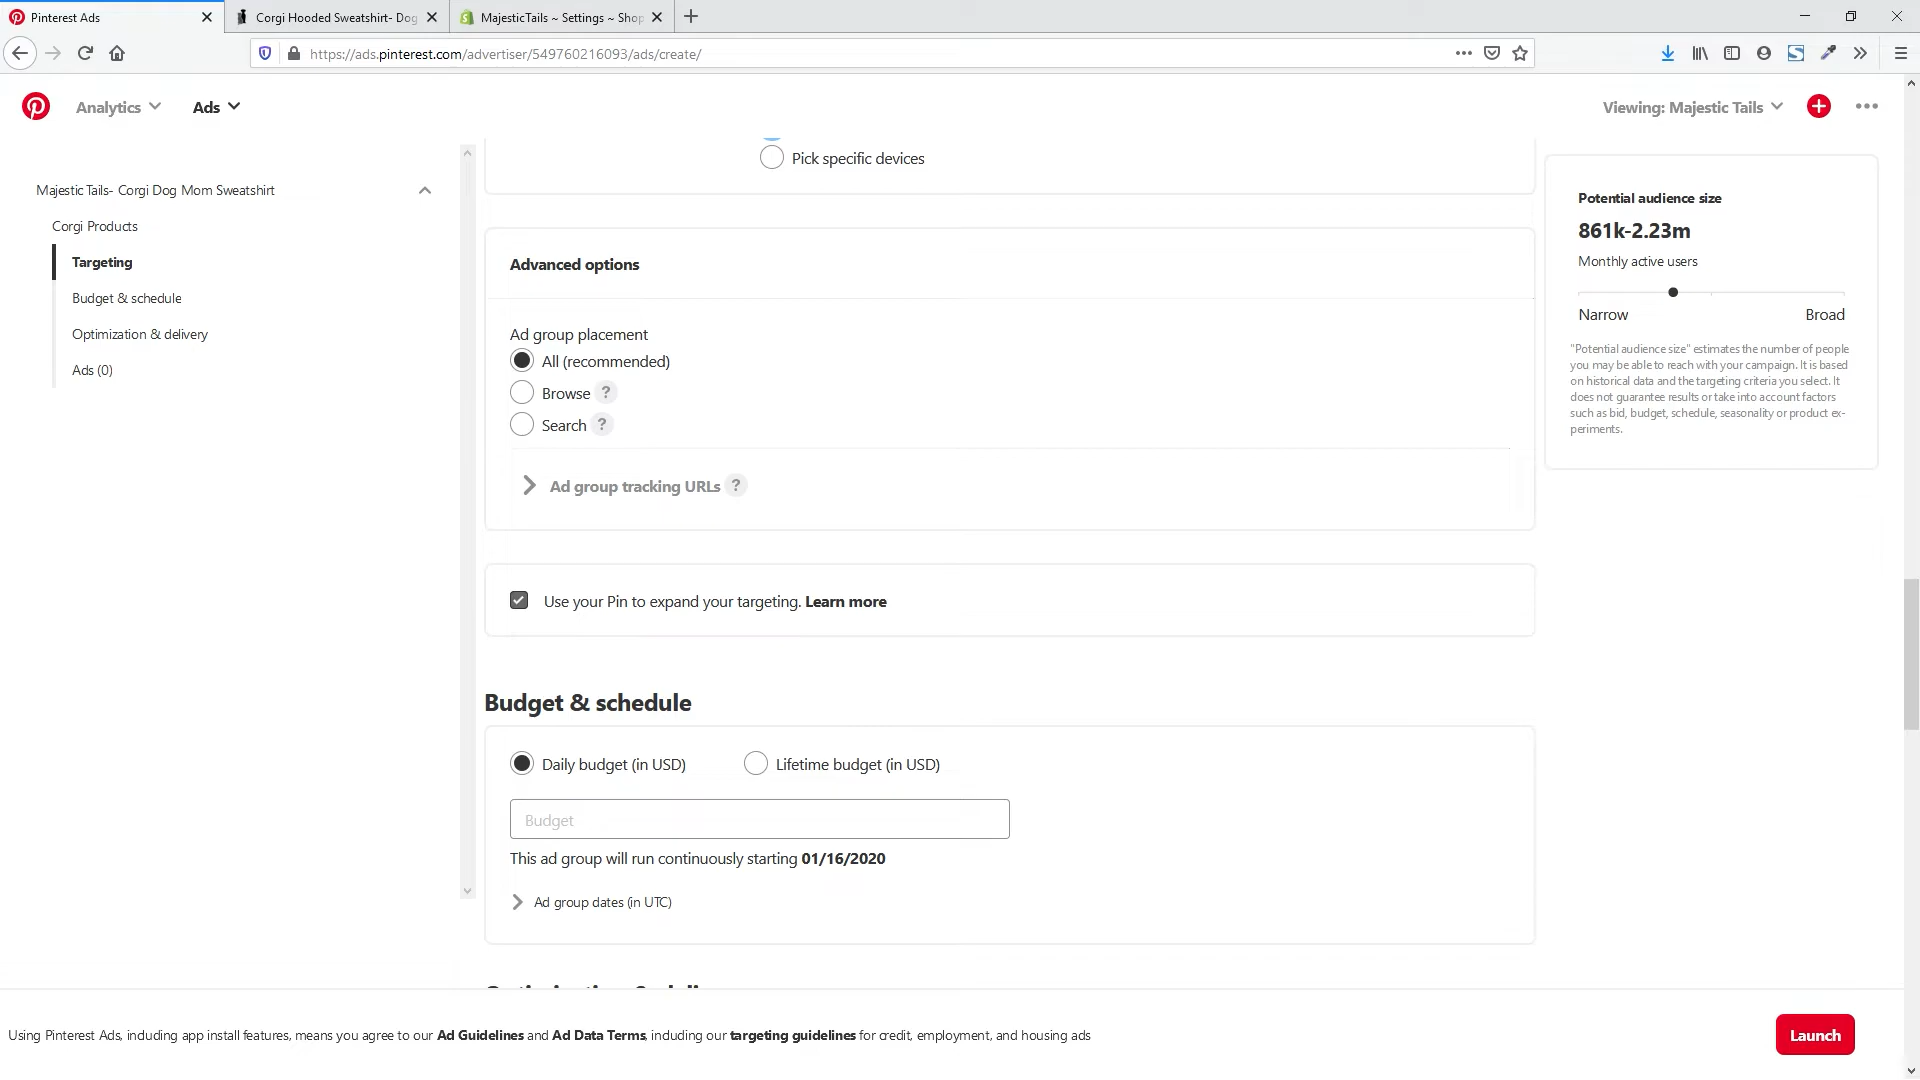 Pinterest Ads
Corgi Hooded Sweatshirt- Dog
MajesticTails ~ Settings ~ Shop
https://ads.pinterest.com/advertiser/549760216093/ads/create/
Analytics
Ads
Viewing: Majestic Tails
Pick specific devices
Majestic Tails- Corgi Dog Mom Sweatshirt
Corgi Products
Targeting
Budget & schedule
Optimization & delivery
Ads (0)
Advanced options
Ad group placement
All (recommended)
Browse ?
Search ?
Ad group tracking URLs ?
Use your Pin to expand your targeting. Learn more
Budget & schedule
Daily budget (in USD)
Lifetime budget (in USD)
Budget
This ad group will run continuously starting 01/16/2020
Ad group dates (in UTC)
Potential audience size
861k-2.23m
Monthly active users
Narrow
Broad
"Potential audience size" estimates the number of people
you may be able to reach with your campaign. It is based
on historical data and the targeting criteria you select. It
does not guarantee results or take into account factors
such as bid, budget, schedule, seasonality or product ex-
periments.
Using Pinterest Ads, including app install features, means you agree to our Ad Guidelines and Ad Data Terms, including our targeting guidelines for credit, employment, and housing ads
Launch